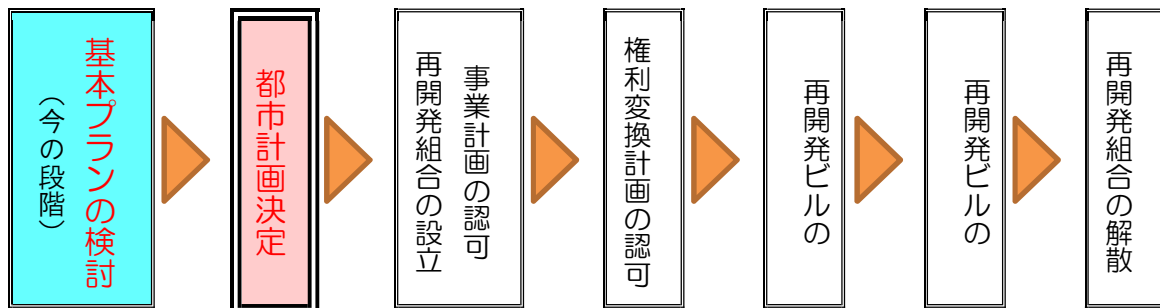 基本プランの検討
（今の段階）
都市計画決定
事業計画の認可
再開発組合の設立
権利変換計画の認可
再開発ビルの
再開発ビルの
再開発組合の解散